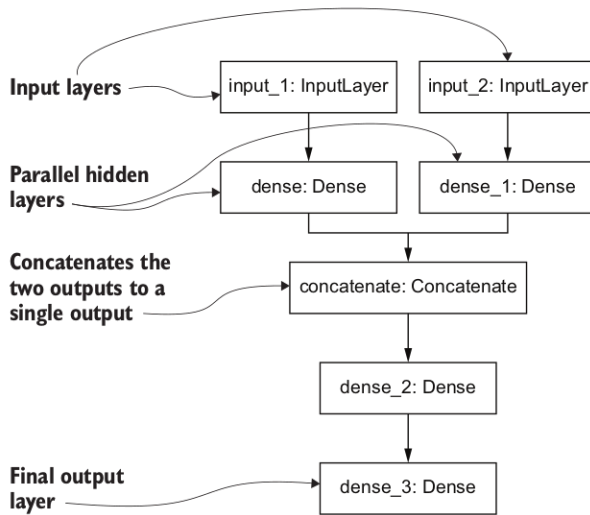 Input layers
input_1: InputLayer
input_2: InputLayer
Parallel hidden
layers
dense: Dense
dense_1: Dense
Concatenates the
two outputs to a
single output
concatenate: Concatenate
dense_2: Dense
Final output
layer
dense_3: Dense